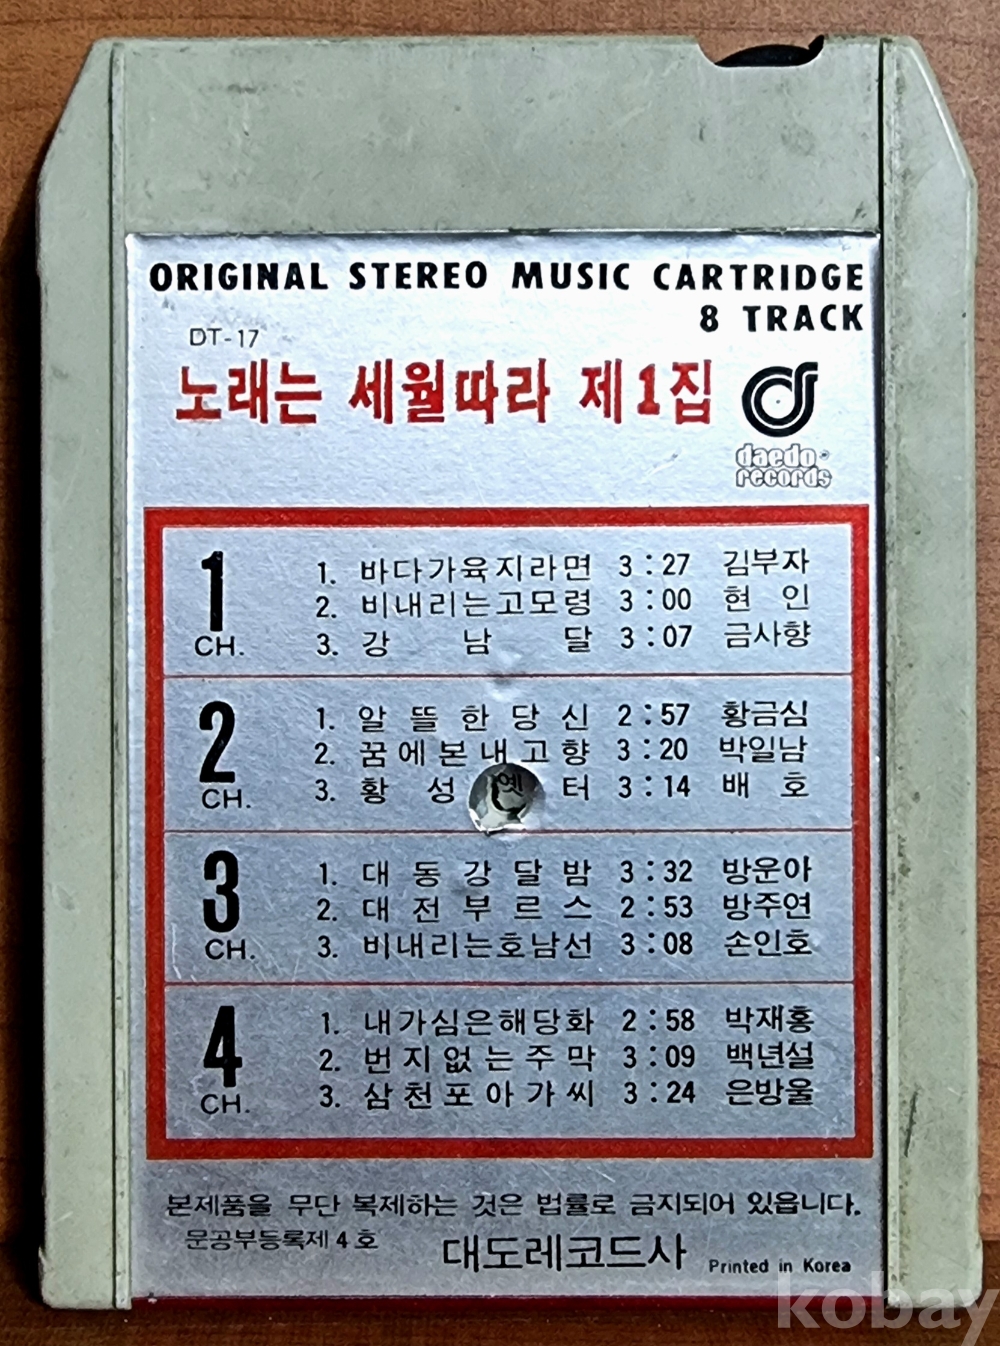 ORIGINAL STEREO MUSIC CARTRIDGE
8 TRACK
DT-17
노래는 세월따라 제1집
daedo
records
1 CH.
1. 바다가육지라면 3:27 김부자
2. 비내리는고모령 3:00 현 인
3. 강 남 달 3:07 금사향
2 CH.
1. 알 뜰 한 당 신 2:57 황금심
2. 꿈에본내고향 3:20 박일남
3. 황 성 옛 터 3:14 배 호
3 CH.
1. 대 동 강 달 밤 3:32 방운아
2. 대 전 부 르 스 2:53 방주연
3. 비내리는호남선 3:08 손인호
4 CH.
1. 내가심은해당화 2:58 박재홍
2. 번지없는주막 3:09 백년설
3. 삼천포아가씨 3:24 은방울
본제품을 무단 복제하는 것은 법률로 금지되어 있읍니다.
문공부등록제4호
대도레코드사 Printed in Korea
kobay